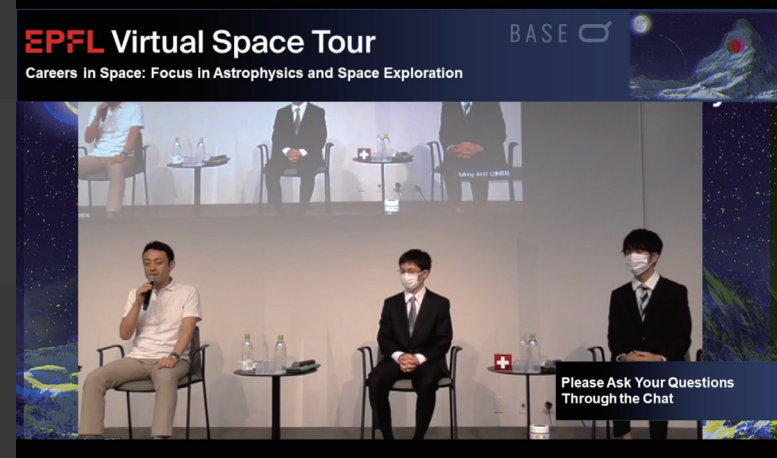 EPFL Virtual Space Tour
BASE Q
Careers in Space: Focus in Astrophysics and Space Exploration
Please Ask Your Questions
Through the Chat